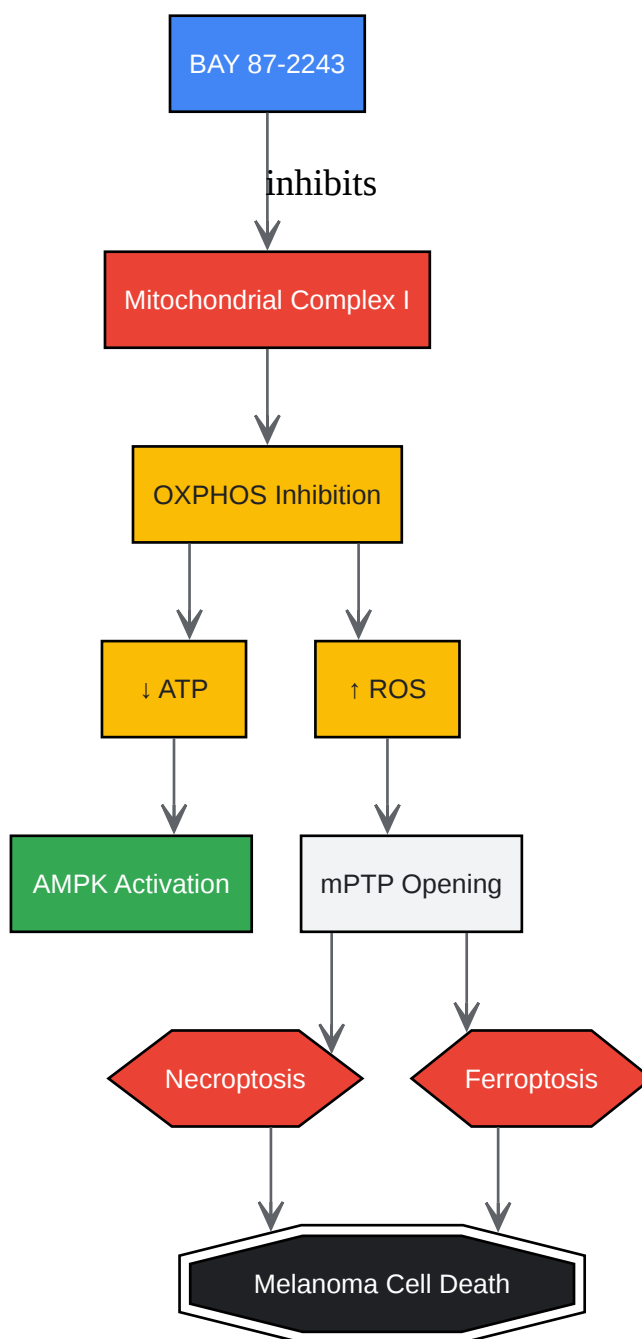 BAY 87-2243
inhibits
Mitochondrial Complex I
OXPHOS Inhibition
↓ ATP
↑ ROS
AMPK Activation
mPTP Opening
Necroptosis
Ferroptosis
Melanoma Cell Death